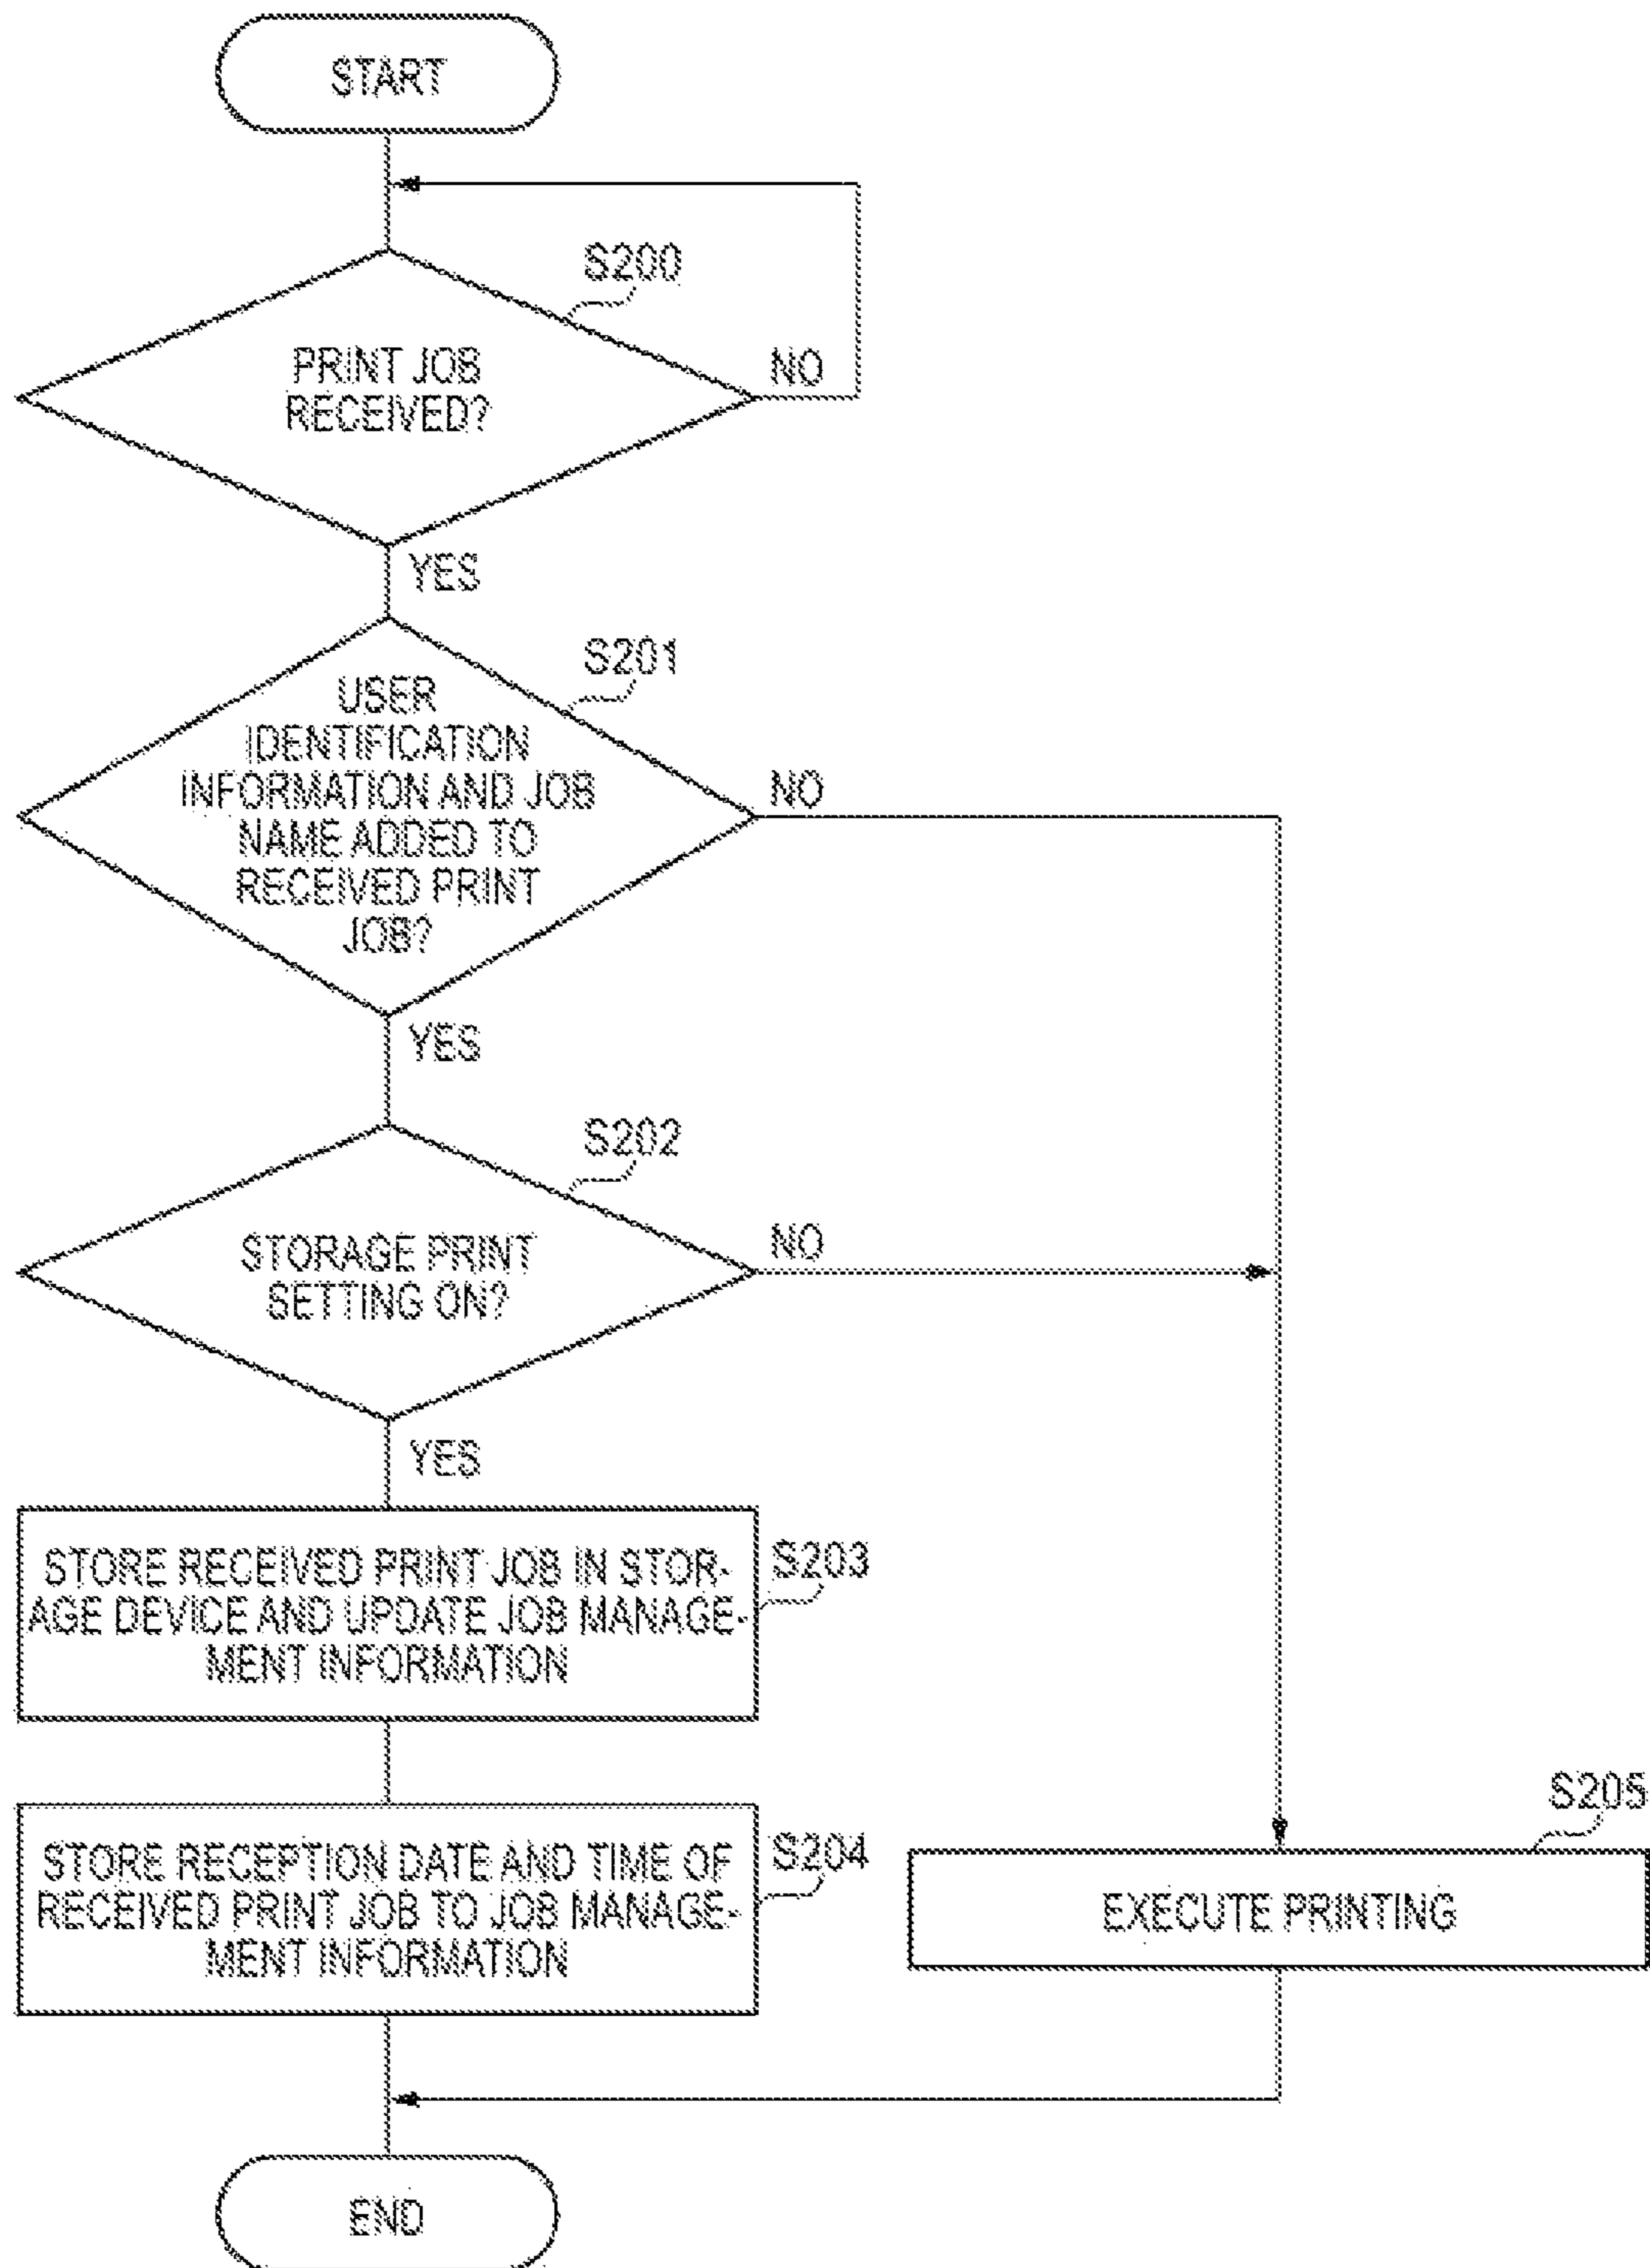 START
S200
PRINT JOB
RECEIVED?
NO
YES
S201
USER
IDENTIFICATION
INFORMATION AND JOB
NAME ADDED TO
RECEIVED PRINT
JOB?
NO
YES
S202
STORAGE PRINT
SETTING ON?
NO
YES
STORE RECEIVED PRINT JOB IN STOR-
AGE DEVICE AND UPDATE JOB MANAGE-
MENT INFORMATION
S203
STORE RECEPTION DATE AND TIME OF
RECEIVED PRINT JOB TO JOB MANAGE-
MENT INFORMATION
S204
S205
EXECUTE PRINTING
END